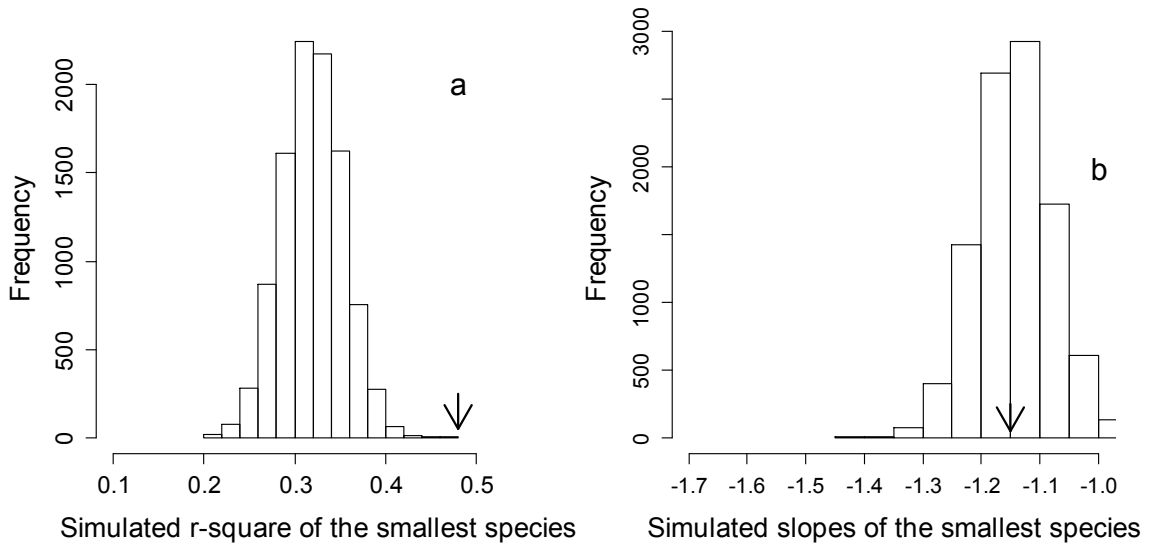 a
Frequency
0
500
1000
1500
2000
0.1 0.2 0.3 0.4 0.5
Simulated r-square of the smallest species
b
Frequency
0
500
1000
2000
3000
-1.7 -1.6 -1.5 -1.4 -1.3 -1.2 -1.1 -1.0
Simulated slopes of the smallest species